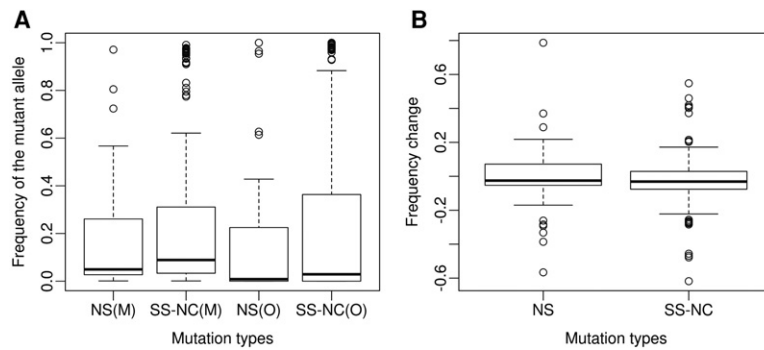 A
Frequency of the mutant allele
1.0
0.8
0.6
0.4
0.2
0.0
NS(M) SS-NC(M) NS(O) SS-NC(O)
Mutation types
B
Frequency change
0.6
0.2
-0.2
-0.6
NS SS-NC
Mutation types